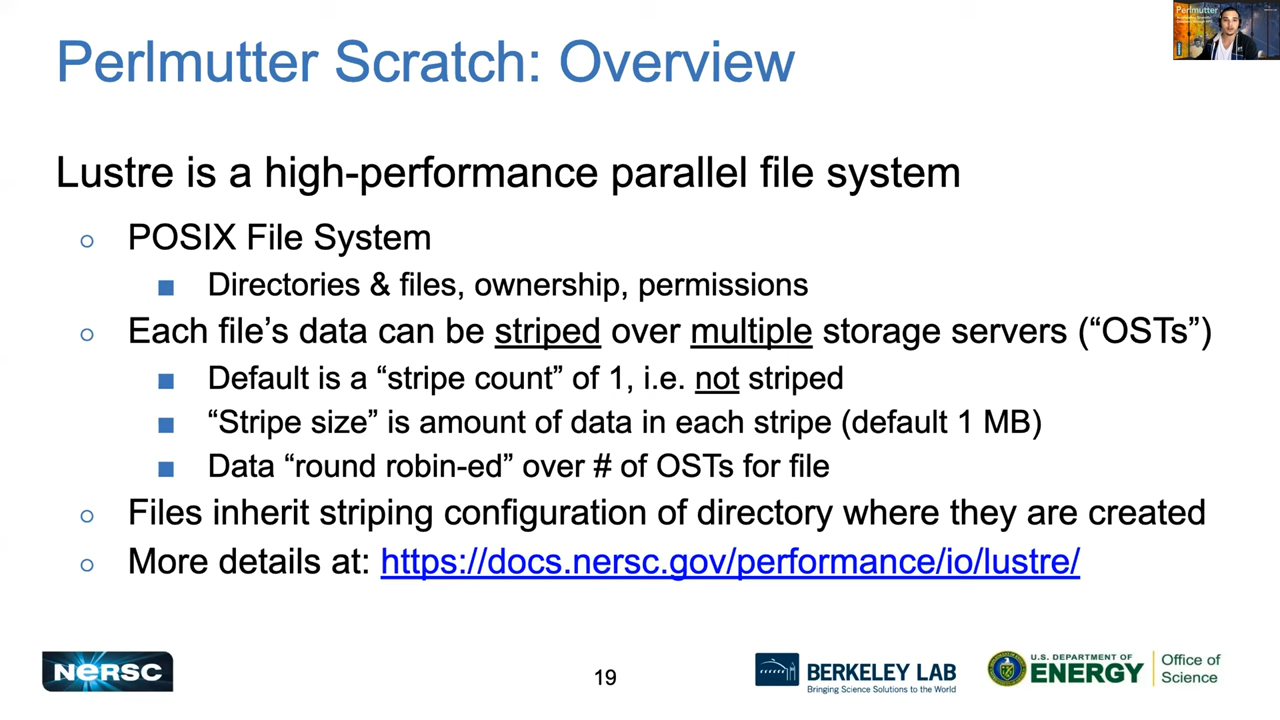 Perlmutter Scratch: Overview
Perlmutter
Lustre is a high-performance parallel file system
POSIX File System
Directories & files, ownership, permissions
Each file's data can be striped over multiple storage servers (“OSTs”)
Default is a “stripe count” of 1, i.e. not striped
“Stripe size” is amount of data in each stripe (default 1 MB)
Data “round robin-ed” over # of OSTs for file
Files inherit striping configuration of directory where they are created
More details at: https://docs.nersc.gov/performance/io/lustre/
NERSC
19
BERKELEY LAB
Bringing Science Solutions to the World
U.S. DEPARTMENT OF
ENERGY
Office of
Science